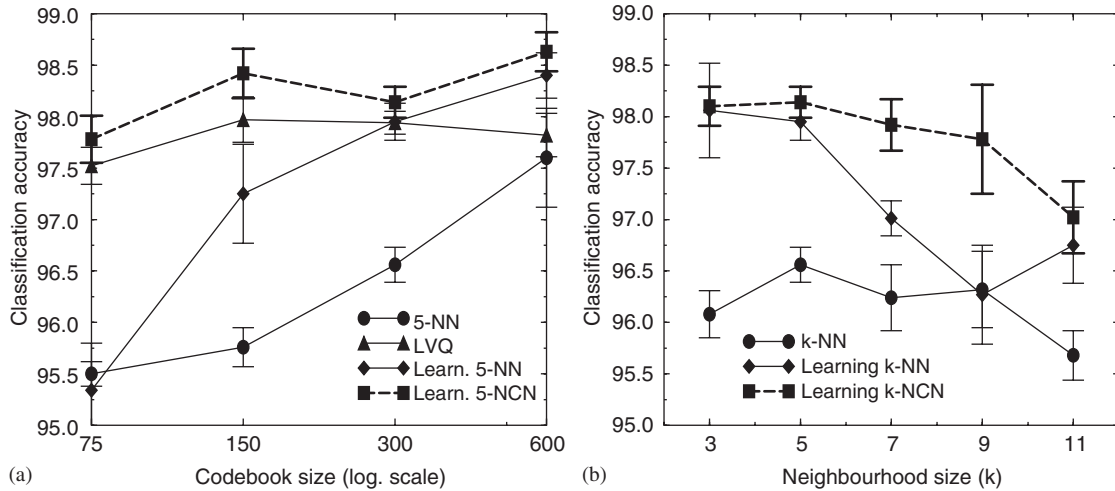 99.0
98.5
98.0
97.5
97.0
96.5
96.0
95.5
95.0
Classification accuracy
75
150
300
600
5-NN
LVQ
Learn. 5-NN
Learn. 5-NCN
(a)
Codebook size (log. scale)
99.0
98.5
98.0
97.5
97.0
96.5
96.0
95.5
95.0
Classification accuracy
3
5
7
9
11
k-NN
Learning k-NN
Learning k-NCN
(b)
Neighbourhood size (k)